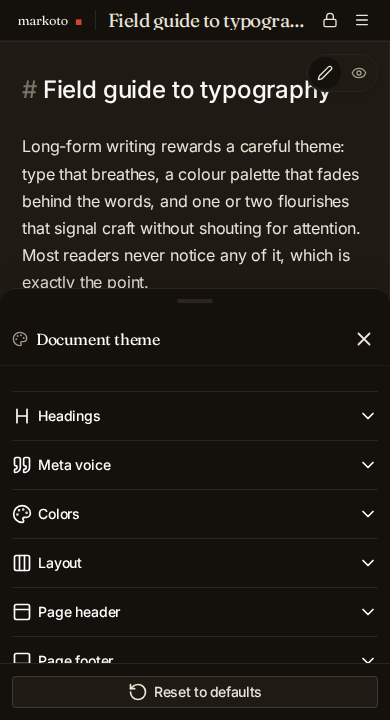 markoto
Field guide to typogra...
# Field guide to typography
Long-form writing rewards a careful theme:
type that breathes, a colour palette that fades
behind the words, and one or two flourishes
that signal craft without shouting for attention.
Most readers never notice any of it, which is
exactly the point.
Document theme
Headings
Meta voice
Colors
Layout
Page header
Page footer
Reset to defaults